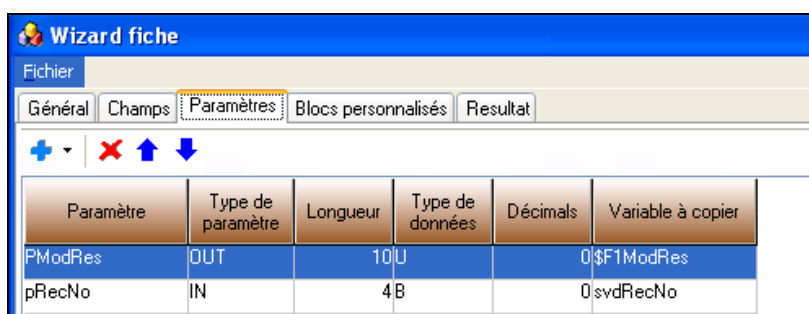 Wizard fiche
Fichier
Général Champs Paramètres Blocs personnalisés Resultat
Paramètre Type de paramètre Longueur Type de données Décimals Variable à copier
PModRes OUT 10 U 0 $F1ModRes
pRecNo IN 4 B 0 svdRecNo